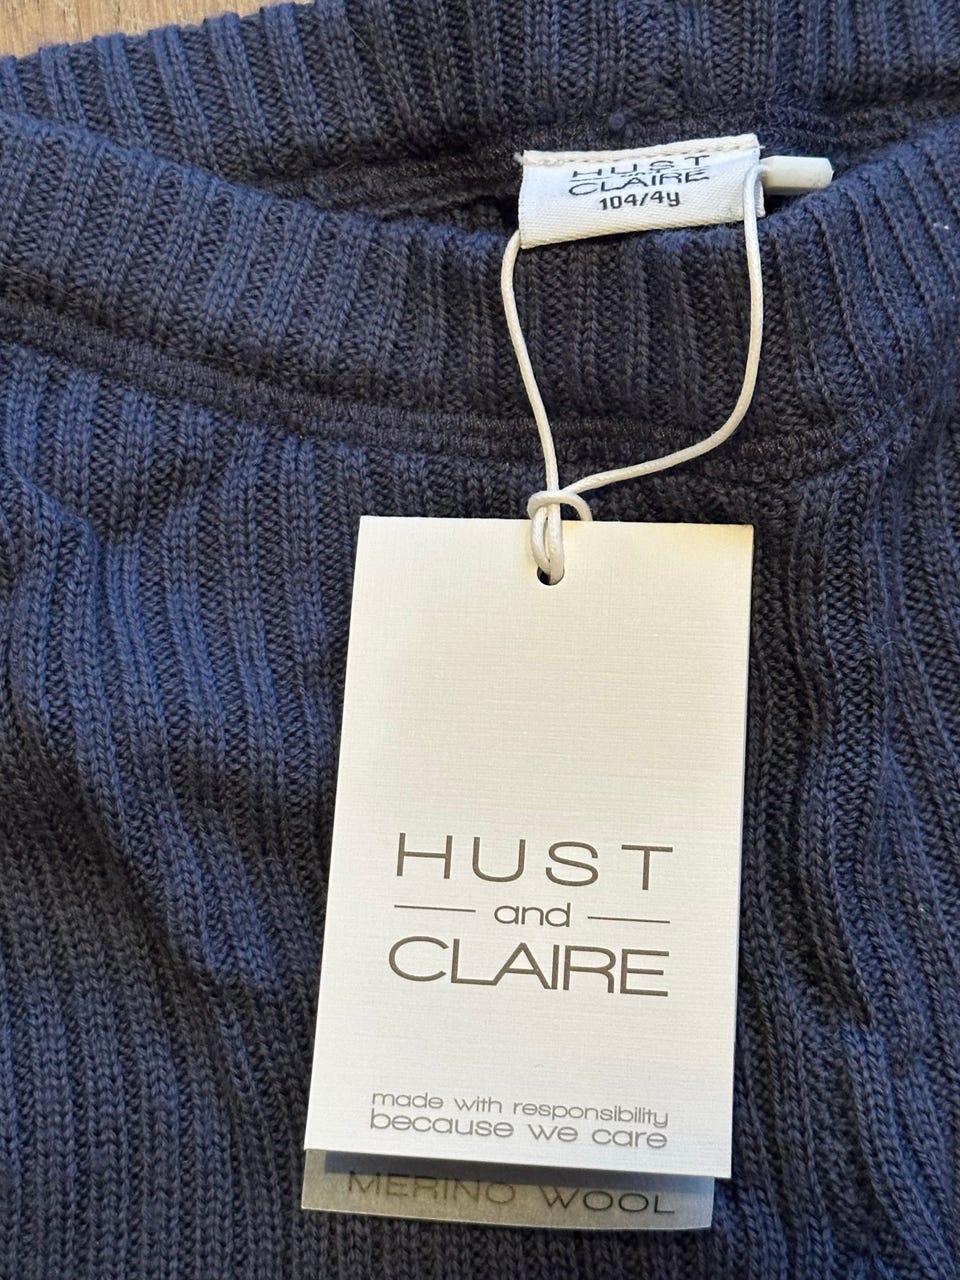 HUST
and
CLAIRE
104/4y
HUST
and
CLAIRE
made with responsibility
because we care
MERINO WOOL